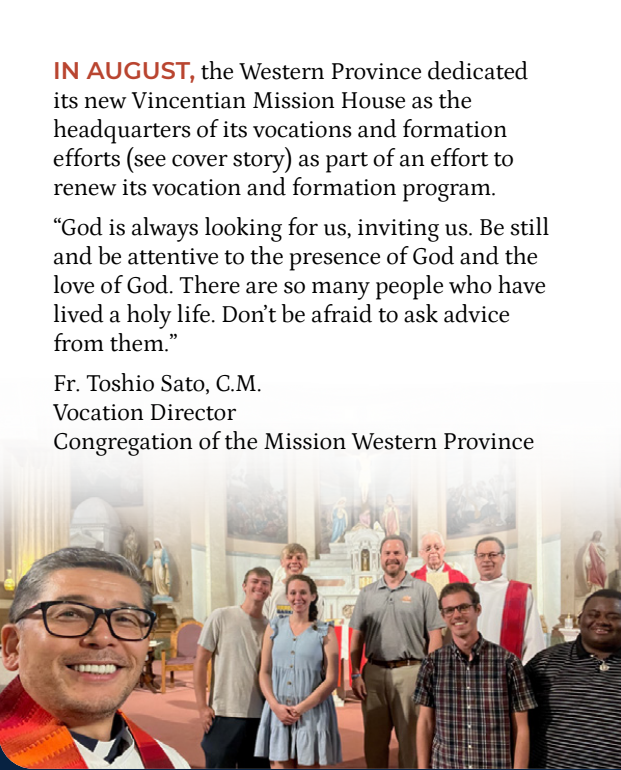 IN AUGUST, the Western Province dedicated
its new Vincentian Mission House as the
headquarters of its vocations and formation
efforts (see cover story) as part of an effort to
renew its vocation and formation program.
“God is always looking for us, inviting us. Be still
and be attentive to the presence of God and the
love of God. There are so many people who have
lived a holy life. Don’t be afraid to ask advice
from them.”
Fr. Toshio Sato, C.M.
Vocation Director
Congregation of the Mission Western Province